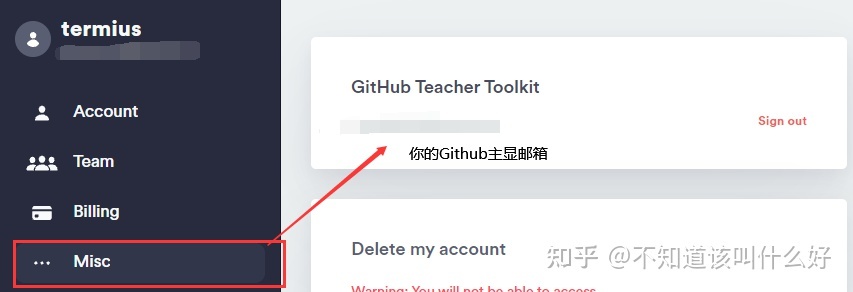 termius
Account
Team
Billing
Misc
GitHub Teacher Toolkit
Sign out
你的Github主显邮箱
Delete my account
知乎 @不知道该叫什么好
Warning: You will not be able to access